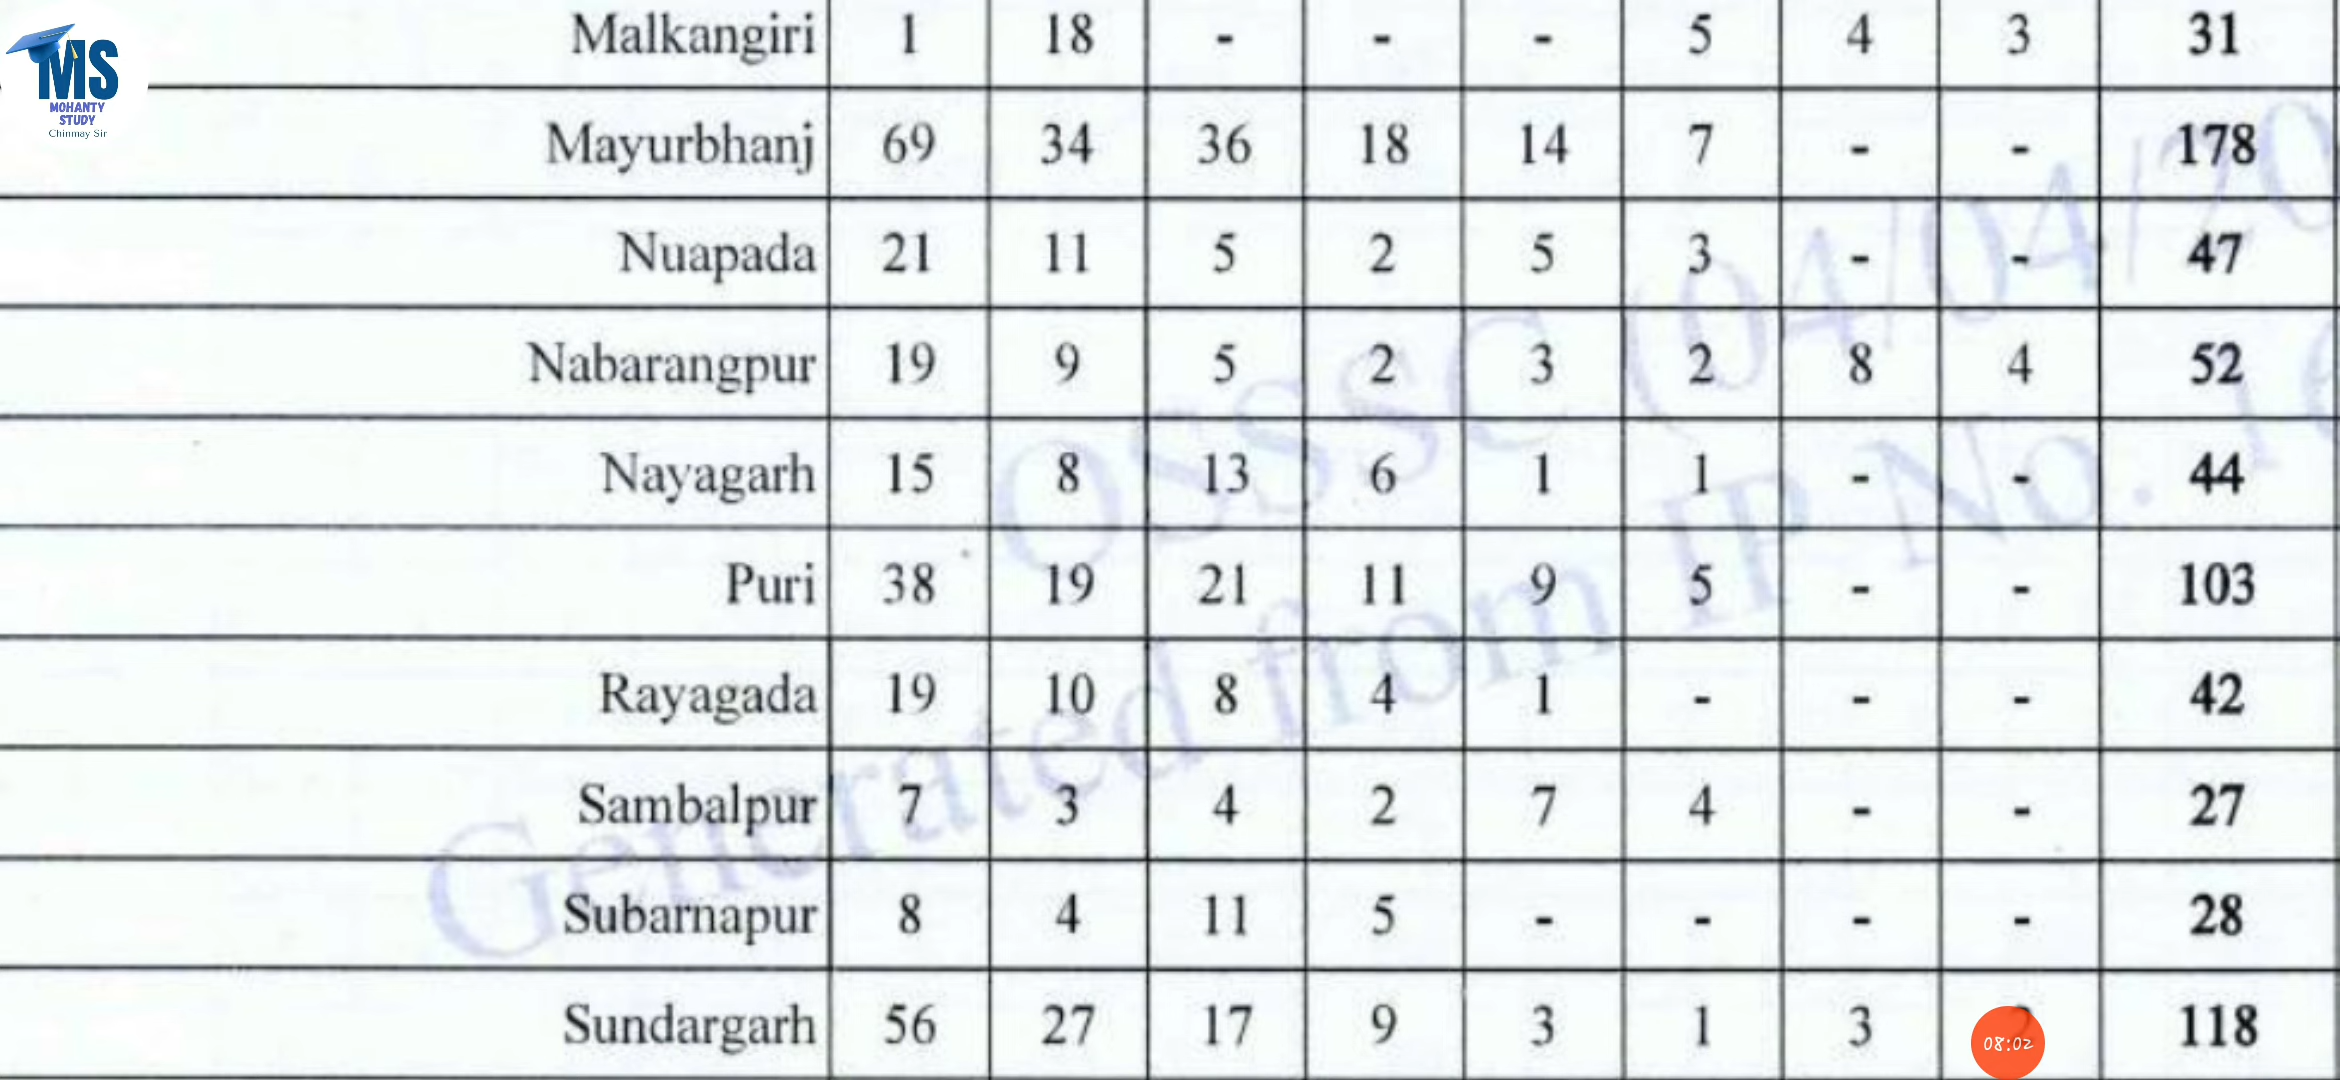 MS
MOHANTY
STUDY
Chinmay Sir
Malkangiri 1 18 - - - 5 4 3 31
Mayurbhanj 69 34 36 18 14 7 - - 178
Nuapada 21 11 5 2 5 3 - - 47
Nabarangpur 19 9 5 2 3 2 8 4 52
Nayagarh 15 8 13 6 1 1 - - 44
Puri 38 19 21 11 9 5 - - 103
Rayagada 19 10 8 4 1 - - - 42
Sambalpur 7 3 4 2 7 4 - - 27
Subarnapur 8 4 11 5 - - - - 28
Sundargarh 56 27 17 9 3 1 3 118
08:02
OSSSC (04/04/20
Generated from IP No. 1